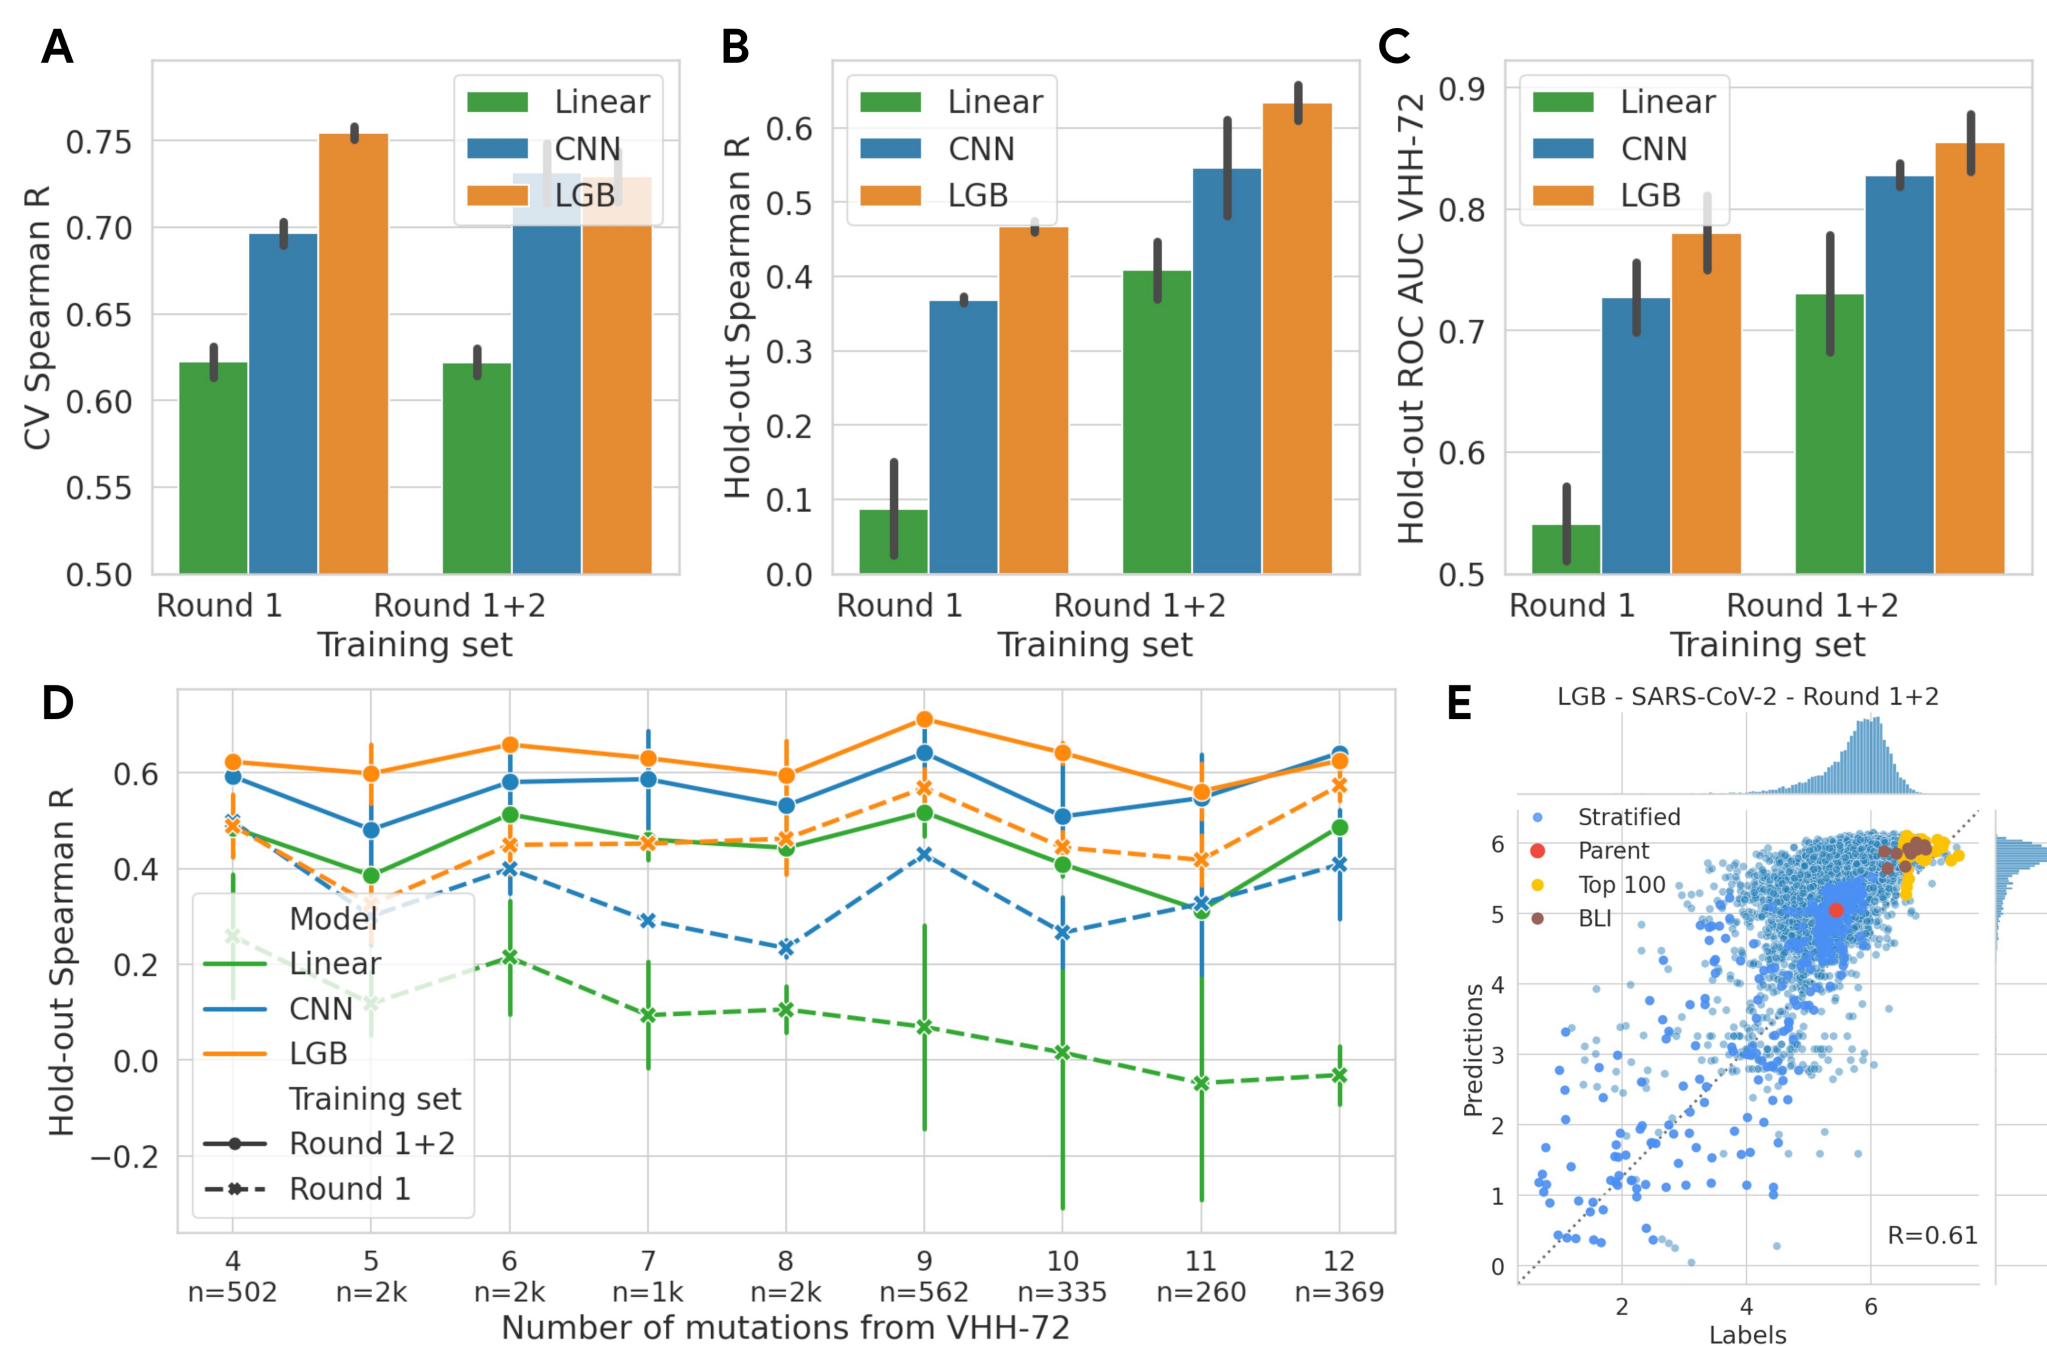 A
CV Spearman R
0.75
0.70
0.65
0.60
0.55
0.50
Linear
CNN
LGB
Round 1
Round 1+2
Training set
B
Hold-out Spearman R
0.6
0.5
0.4
0.3
0.2
0.1
0.0
Linear
CNN
LGB
Round 1
Round 1+2
Training set
C
Hold-out ROC AUC VHH-72
0.9
0.8
0.7
0.6
0.5
Linear
CNN
LGB
Round 1
Round 1+2
Training set
D
Hold-out Spearman R
0.6
0.4
0.2
0.0
−0.2
Model
Linear
CNN
LGB
Training set
Round 1+2
Round 1
4 5 6 7 8 9 10 11 12
n=502 n=2k n=2k n=1k n=2k n=562 n=335 n=260 n=369
Number of mutations from VHH-72
E
LGB - SARS-CoV-2 - Round 1+2
Stratified
Parent
Top 100
BLI
Predictions
6
5
4
3
2
1
0
R=0.61
2 4 6
Labels